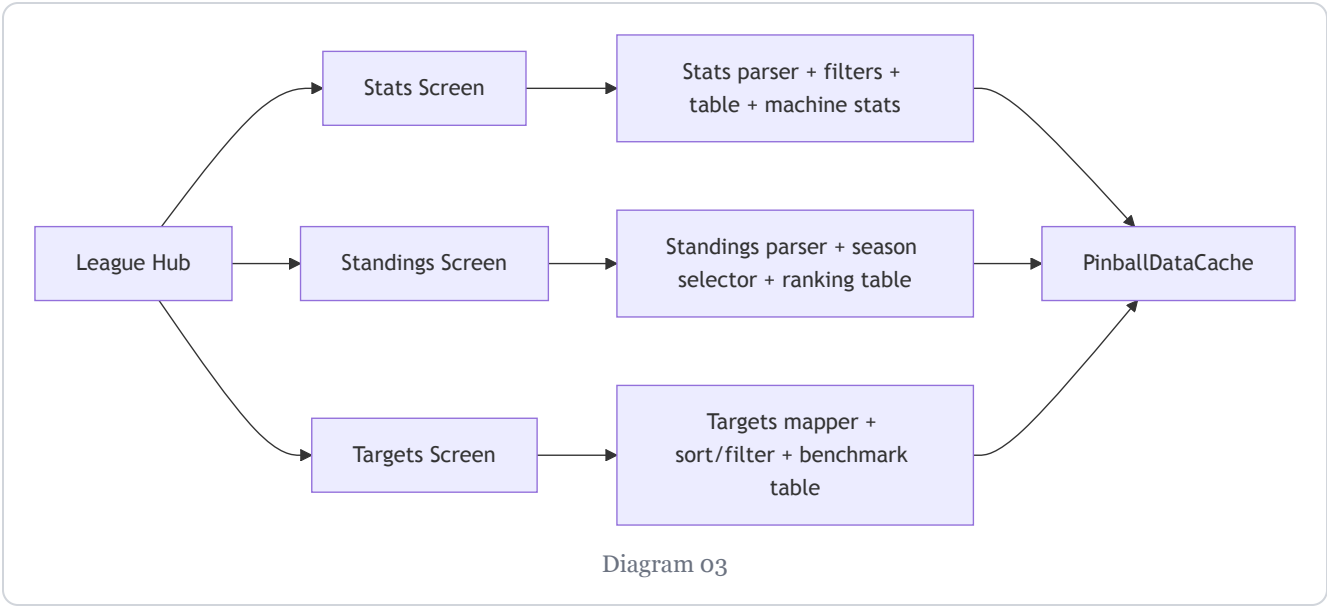 Stats Screen
Stats parser + filters +
table + machine stats
League Hub
Standings Screen
Standings parser + season
selector + ranking table
PinballDataCache
Targets Screen
Targets mapper +
sort/filter + benchmark
table
Diagram 03